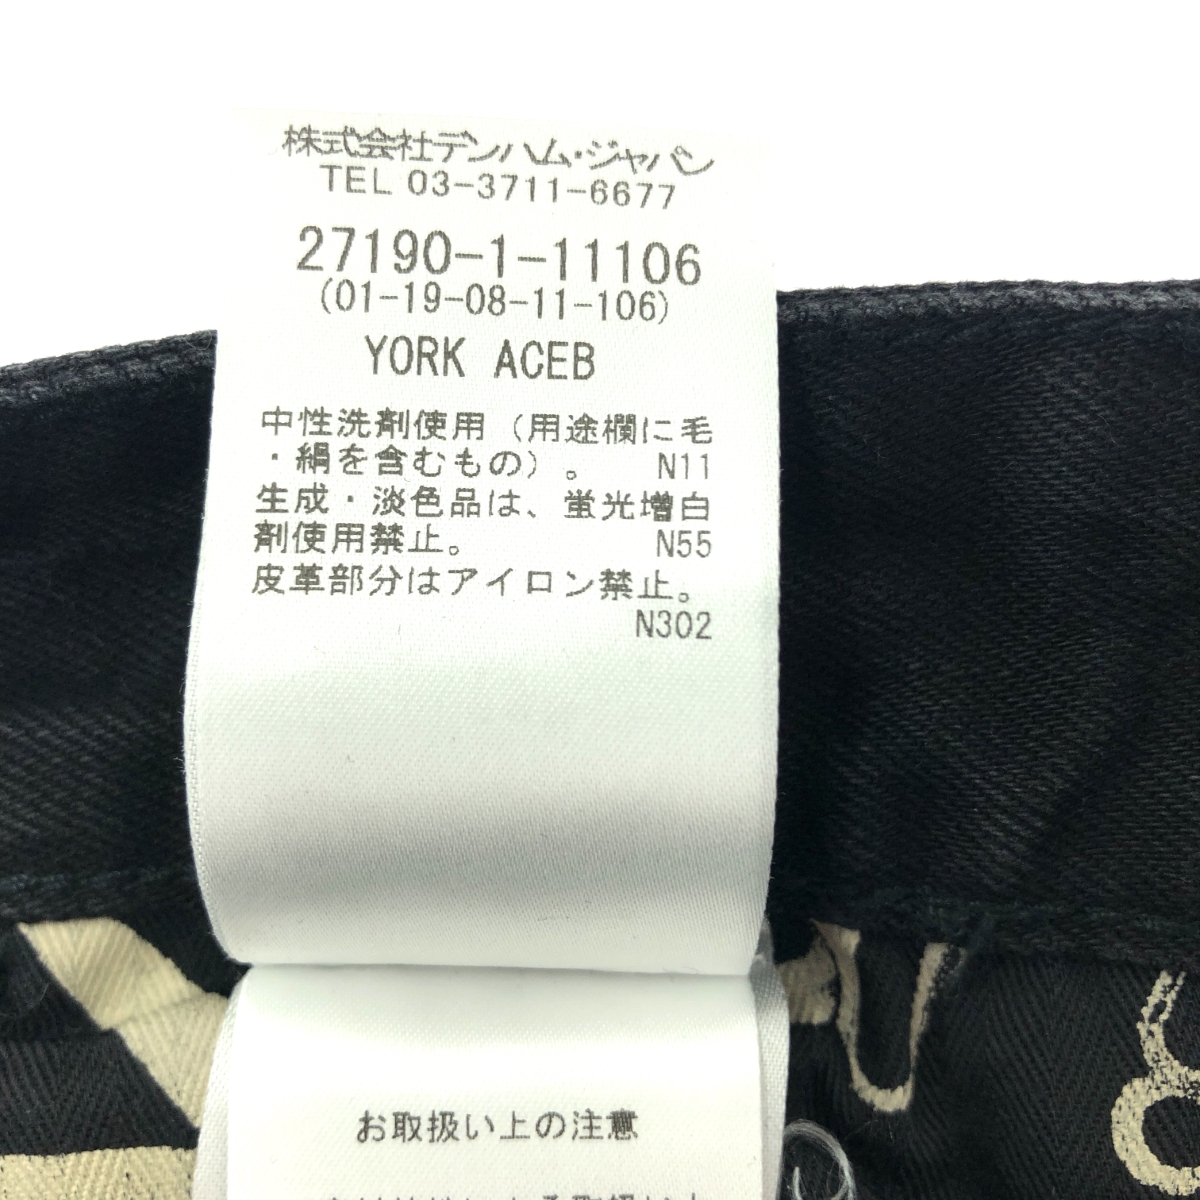 株式会社デンハム・ジャパン
TEL 03-3711-6677
27190-1-11106
(01-19-08-11-106)
YORK ACEB
中性洗剤使用(用途欄に毛
・絹を含むもの)。 N11
生成・淡色品は、蛍光増白
剤使用禁止。 N55
皮革部分はアイロン禁止。
N302
お取扱い上の注意